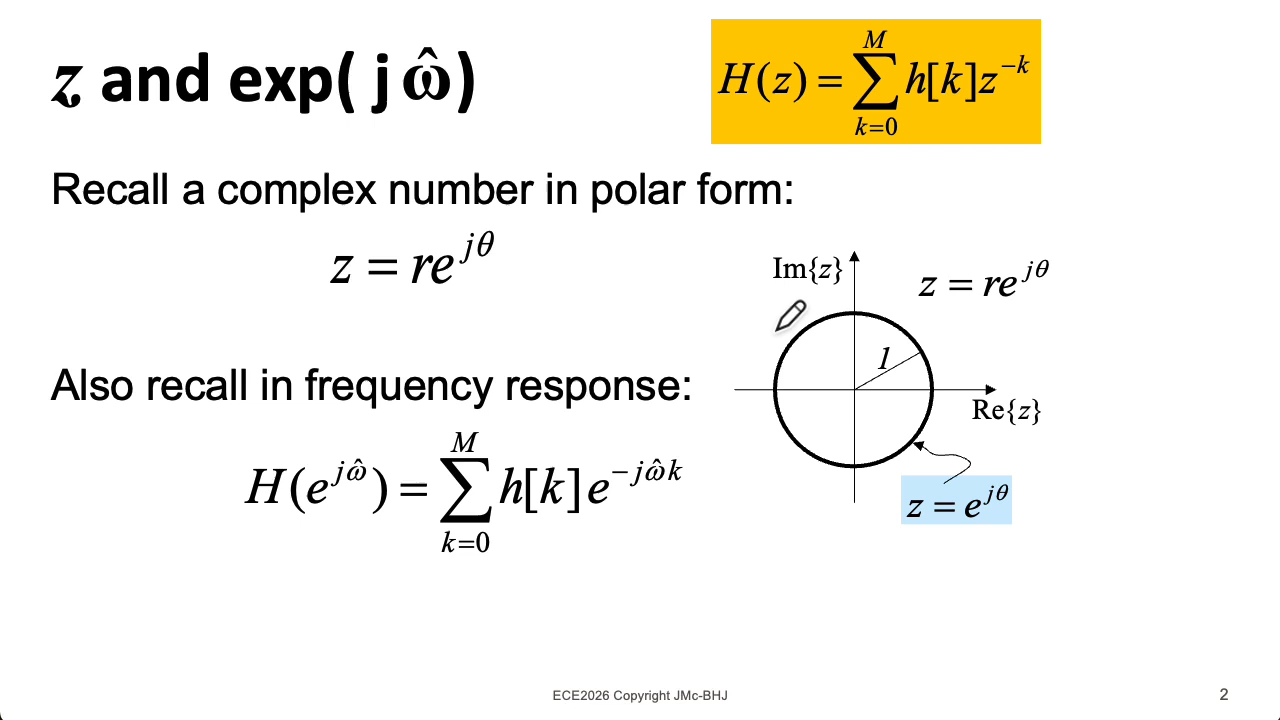 z and exp( j ω̂)
H(z) = ∑_{k=0}^{M} h[k]z^{−k}
Recall a complex number in polar form:
z = re^{jθ}
Im{z}
z = re^{jθ}
1
Re{z}
z = e^{jθ}
Also recall in frequency response:
H(e^{jω̂}) = ∑_{k=0}^{M} h[k]e^{−jω̂k}
ECE2026 Copyright JMc-BHJ
2